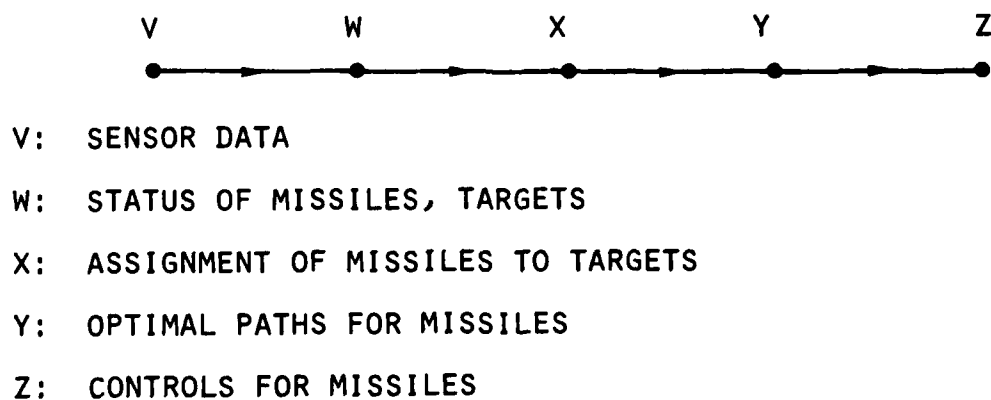 V W X Y Z
V: SENSOR DATA
W: STATUS OF MISSILES, TARGETS
X: ASSIGNMENT OF MISSILES TO TARGETS
Y: OPTIMAL PATHS FOR MISSILES
Z: CONTROLS FOR MISSILES